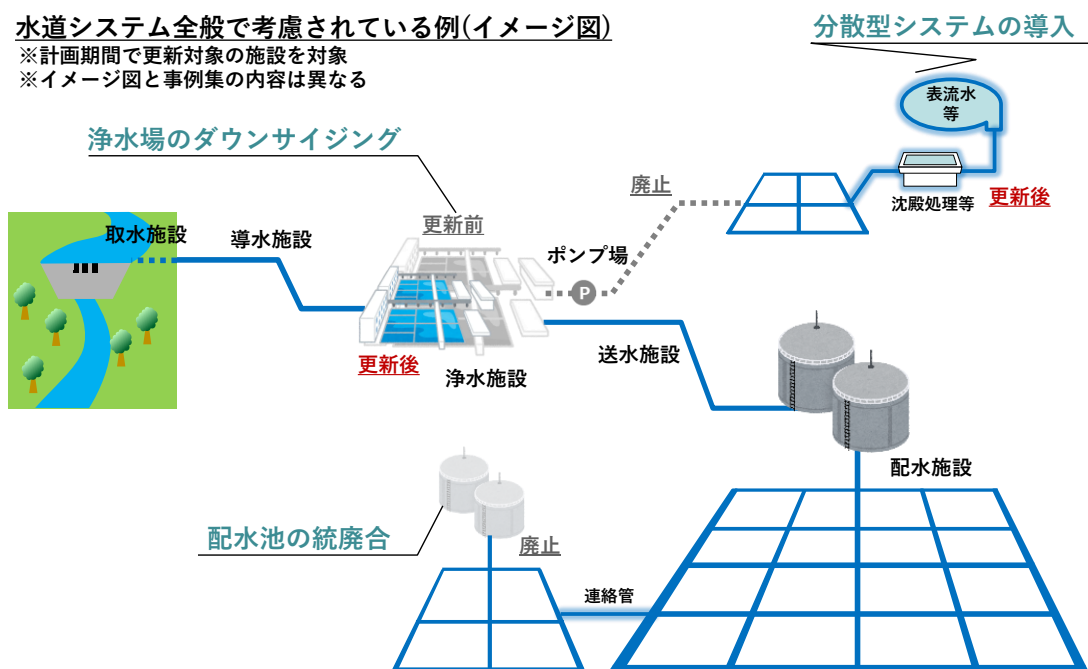 水道システム全般で考慮されている例(イメージ図)
※計画期間で更新対象の施設を対象
※イメージ図と事例集の内容は異なる
分散型システムの導入
表流水
等
浄水場のダウンサイジング
廃止
沈殿処理等
更新後
更新前
取水施設
導水施設
ポンプ場
P
更新後
浄水施設
送水施設
配水施設
配水池の統廃合
廃止
連絡管